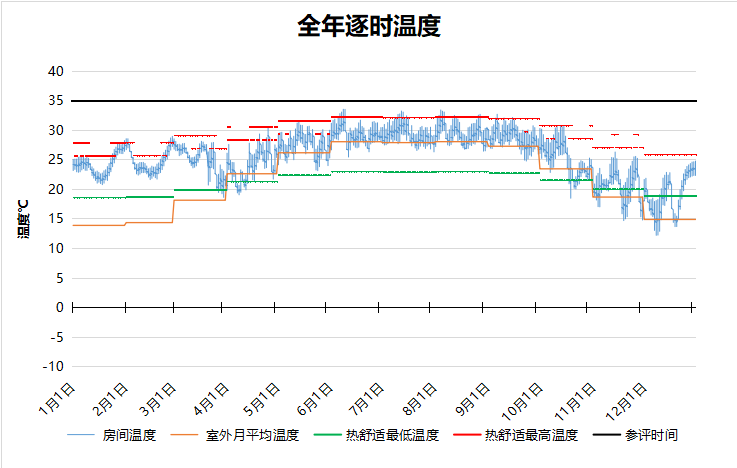 全年逐时温度
温度℃
40
35
30
25
20
15
10
5
0
-5
-10
1月1日
2月1日
3月1日
4月1日
5月1日
6月1日
7月1日
8月1日
9月1日
10月1日
11月1日
12月1日
房间温度
室外月平均温度
热舒适最低温度
热舒适最高温度
参评时间